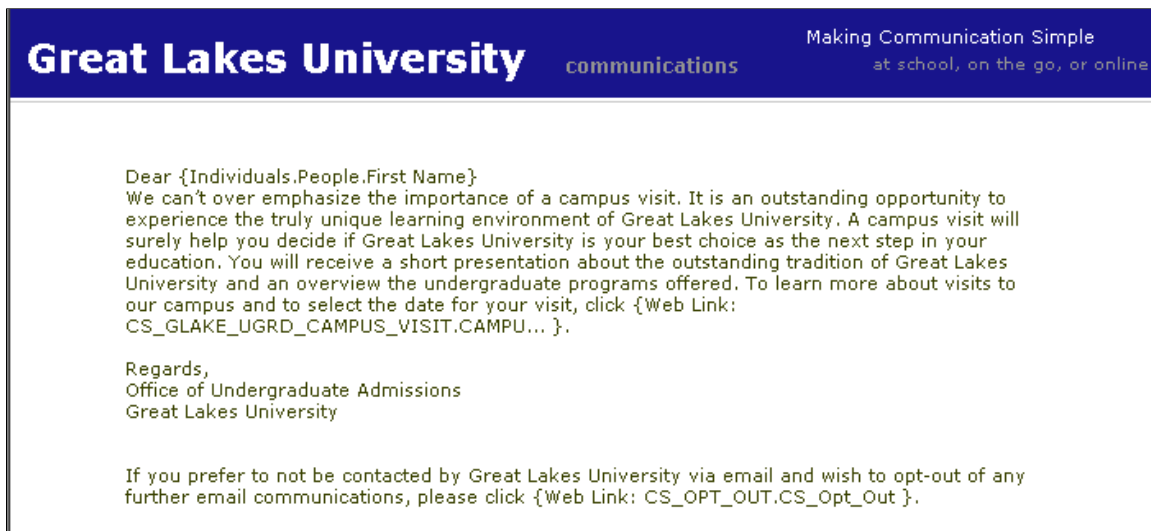 Great Lakes University communications
Making Communication Simple
at school, on the go, or online
Dear {Individuals.People.First Name}
We can't over emphasize the importance of a campus visit. It is an outstanding opportunity to
experience the truly unique learning environment of Great Lakes University. A campus visit will
surely help you decide if Great Lakes University is your best choice as the next step in your
education. You will receive a short presentation about the outstanding tradition of Great Lakes
University and an overview the undergraduate programs offered. To learn more about visits to
our campus and to select the date for your visit, click {Web Link:
CS_GLAKE_UGRD_CAMPUS_VISIT.CAMPU... }.
Regards,
Office of Undergraduate Admissions
Great Lakes University
If you prefer to not be contacted by Great Lakes University via email and wish to opt-out of any
further email communications, please click {Web Link: CS_OPT_OUT.CS_Opt_Out }.